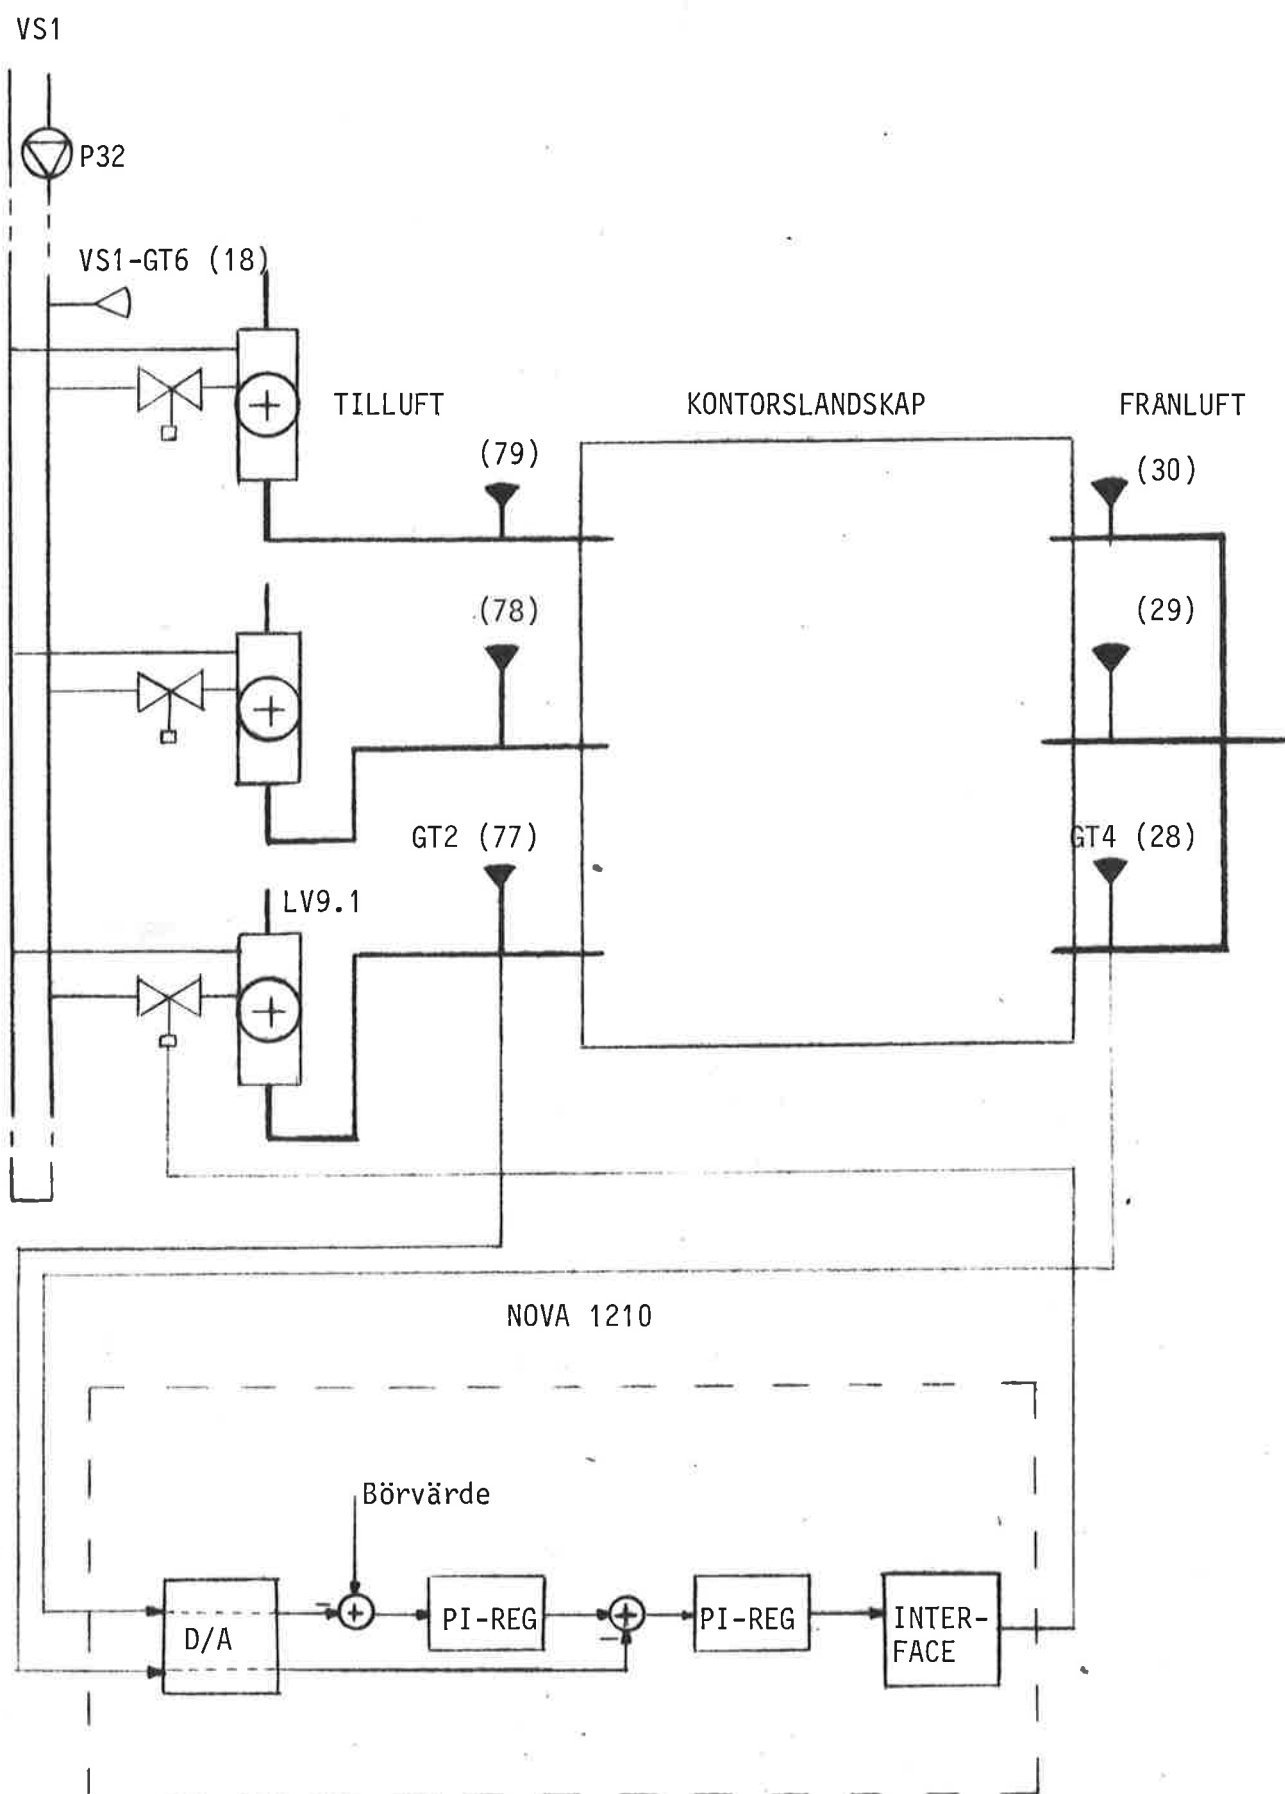 VS1
P32
VS1-GT6 (18)
TILLUFT
KONTORSLANDSKAP
FRÅNLUFT
(79)
(30)
(78)
(29)
GT2 (77)
GT4 (28)
LV9.1
NOVA 1210
Börvärde
D/A
PI-REG
PI-REG
INTER-
FACE